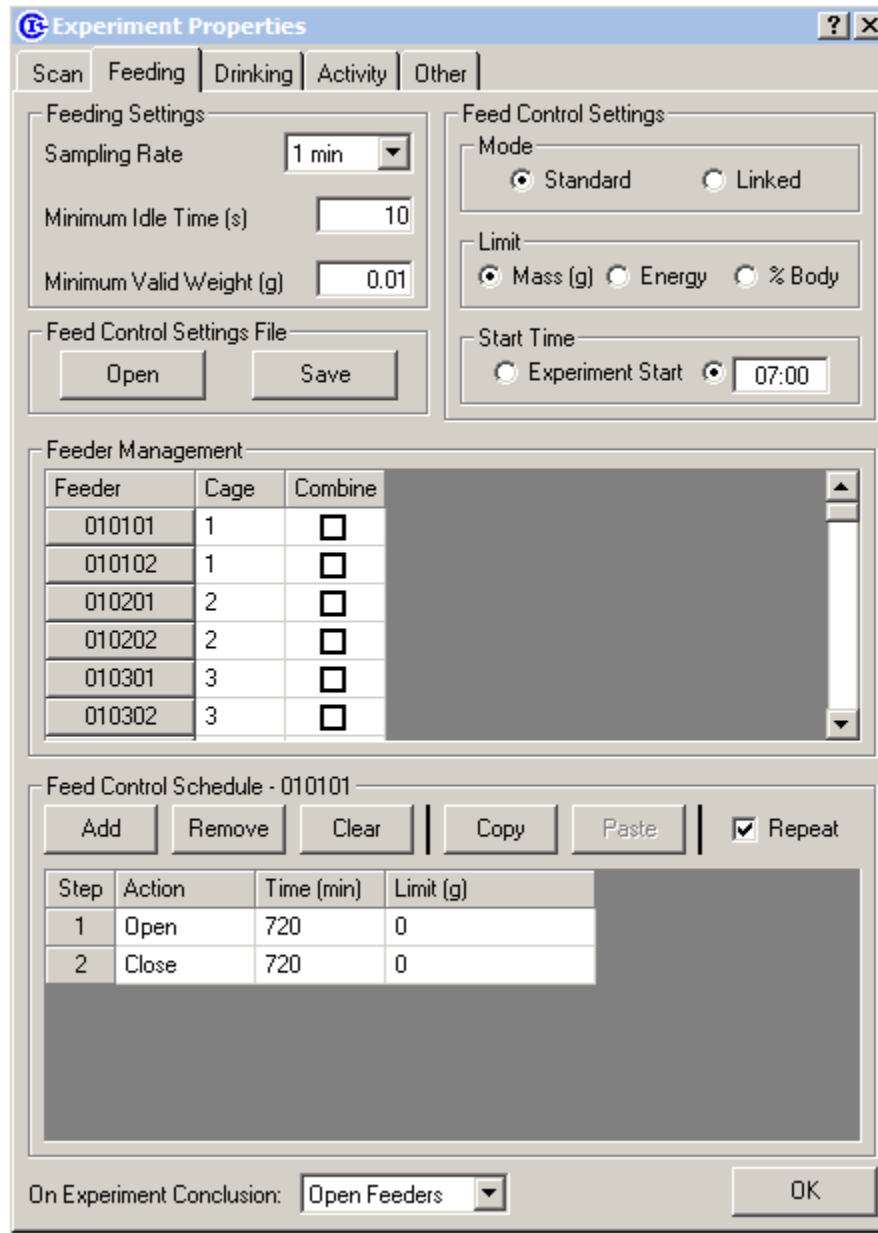 Experiment Properties
Scan Feeding Drinking Activity Other
Feeding Settings
Sampling Rate 1 min
Minimum Idle Time (s) 10
Minimum Valid Weight (g) 0.01
Feed Control Settings File
Open Save
Feed Control Settings
Mode
Standard Linked
Limit
Mass (g) Energy % Body
Start Time
Experiment Start 07:00
Feeder Management
Feeder Cage Combine
010101 1
010102 1
010201 2
010202 2
010301 3
010302 3
Feed Control Schedule - 010101
Add Remove Clear Copy Paste Repeat
Step Action Time (min) Limit (g)
1 Open 720 0
2 Close 720 0
On Experiment Conclusion: Open Feeders OK